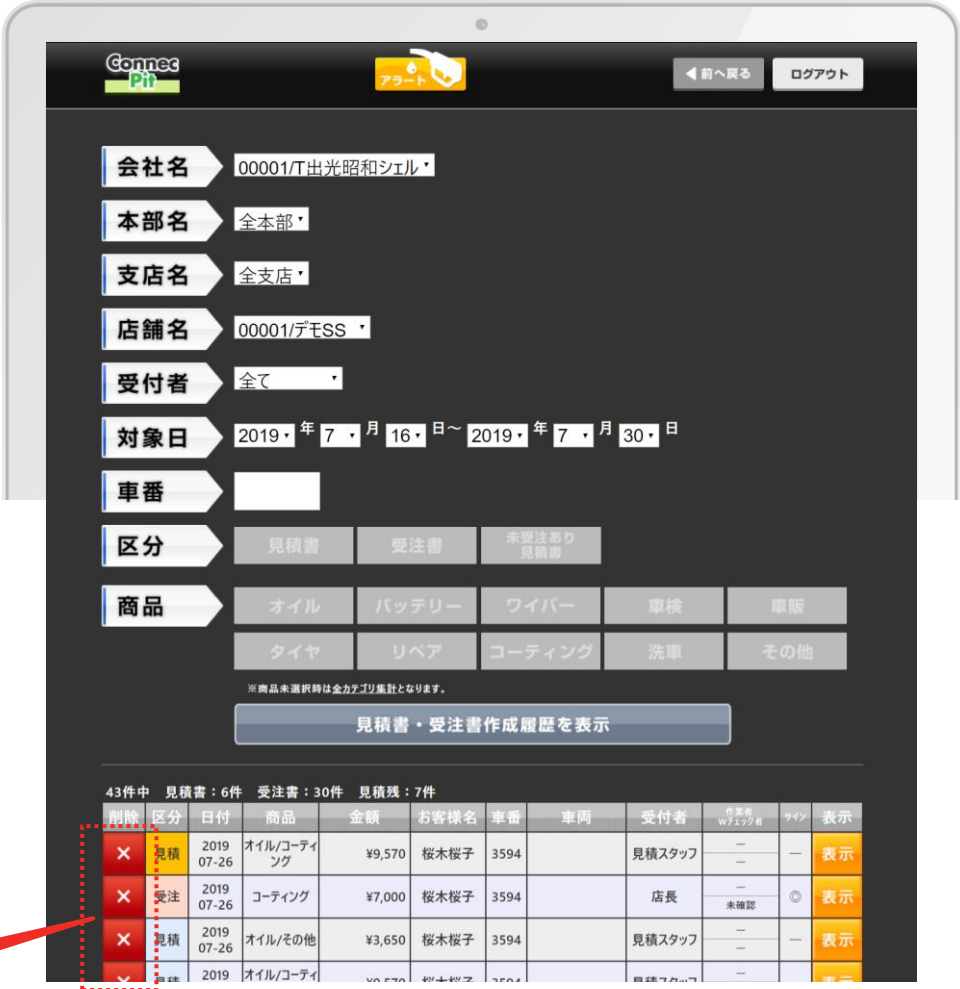 Connec
Pit
アラート
◀前へ戻る
ログアウト
会社名 00001/T出光昭和シェル
本部名 全本部
支店名 全支店
店舗名 00001/デモSS
受付者 全て
対象日 2019 年 7 月 16 日～ 2019 年 7 月 30 日
車番
区分 見積書 受注書 未受注あり
見積書
商品 オイル バッテリー ワイパー 車検 車販
タイヤ リペア コーティング 洗車 その他
※商品未選択時は全カテゴリ集計となります。
見積書・受注書作成履歴を表示
43件中 見積書：6件 受注書：30件 見積残：7件
削除 区分 日付 商品 金額 お客様名 車番 車両 受付者 作業者 サイン 表示
Wチェック者
× 見積 2019 オイル/コーティ ¥9,570 桜木桜子 3594 見積スタッフ － － 表示
07-26 ング －
× 受注 2019 コーティング ¥7,000 桜木桜子 3594 店長 － ◎ 表示
07-26 未確認
× 見積 2019 オイル/その他 ¥3,650 桜木桜子 3594 見積スタッフ － － 表示
07-26 －
2019 オイル/コーティ －